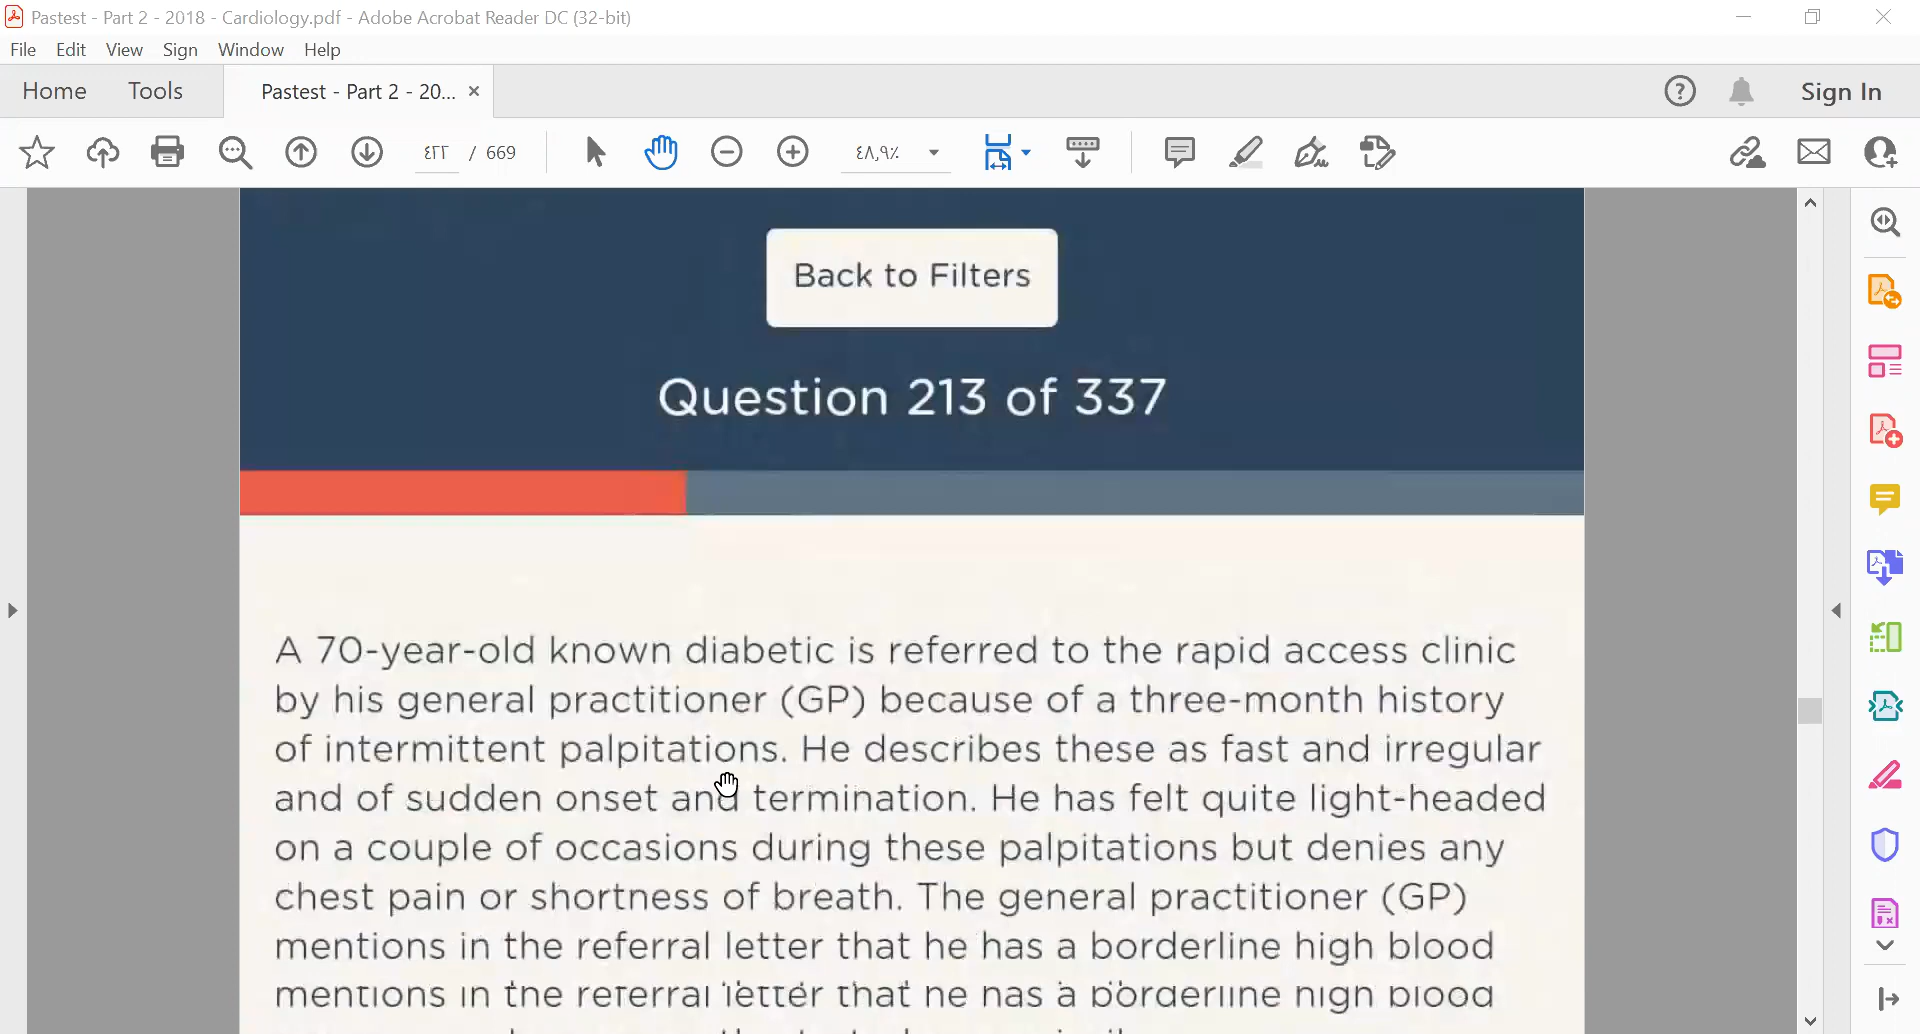 Pastest - Part 2 - 2018 - Cardiology.pdf - Adobe Acrobat Reader DC (32-bit)
File Edit View Sign Window Help
Home Tools Pastest - Part 2 - 20... × Sign In
٤٢٢ / 669 ٤٨,٩٪
Back to Filters
Question 213 of 337
A 70-year-old known diabetic is referred to the rapid access clinic
by his general practitioner (GP) because of a three-month history
of intermittent palpitations. He describes these as fast and irregular
and of sudden onset and termination. He has felt quite light-headed
on a couple of occasions during these palpitations but denies any
chest pain or shortness of breath. The general practitioner (GP)
mentions in the referral letter that he has a borderline high blood
mentions in the referral letter that he has a borderline high blood